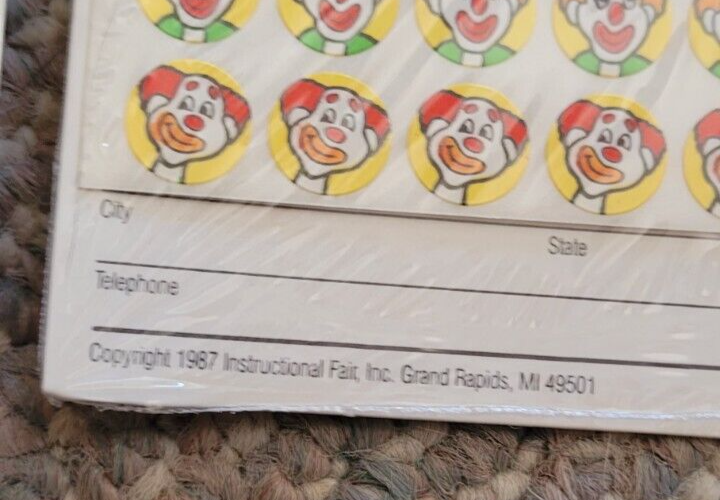 City
State
Telephone
Copyright 1987 Instructional Fair, Inc. Grand Rapids, MI 49501